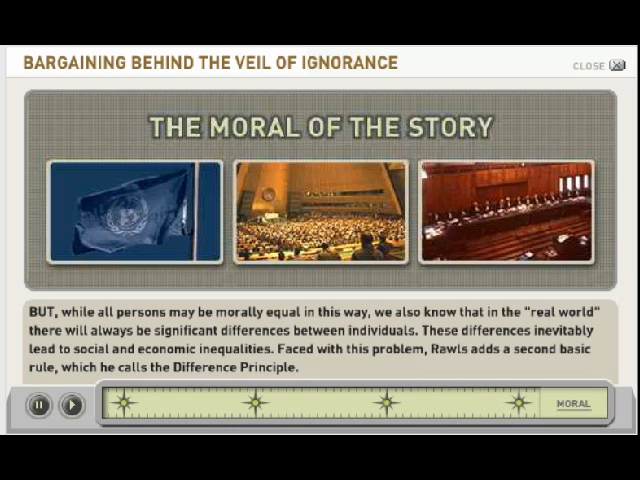 BARGAINING BEHIND THE VEIL OF IGNORANCE
CLOSE
THE MORAL OF THE STORY
BUT, while all persons may be morally equal in this way, we also know that in the "real world"
there will always be significant differences between individuals. These differences inevitably
lead to social and economic inequalities. Faced with this problem, Rawls adds a second basic
rule, which he calls the Difference Principle.
MORAL